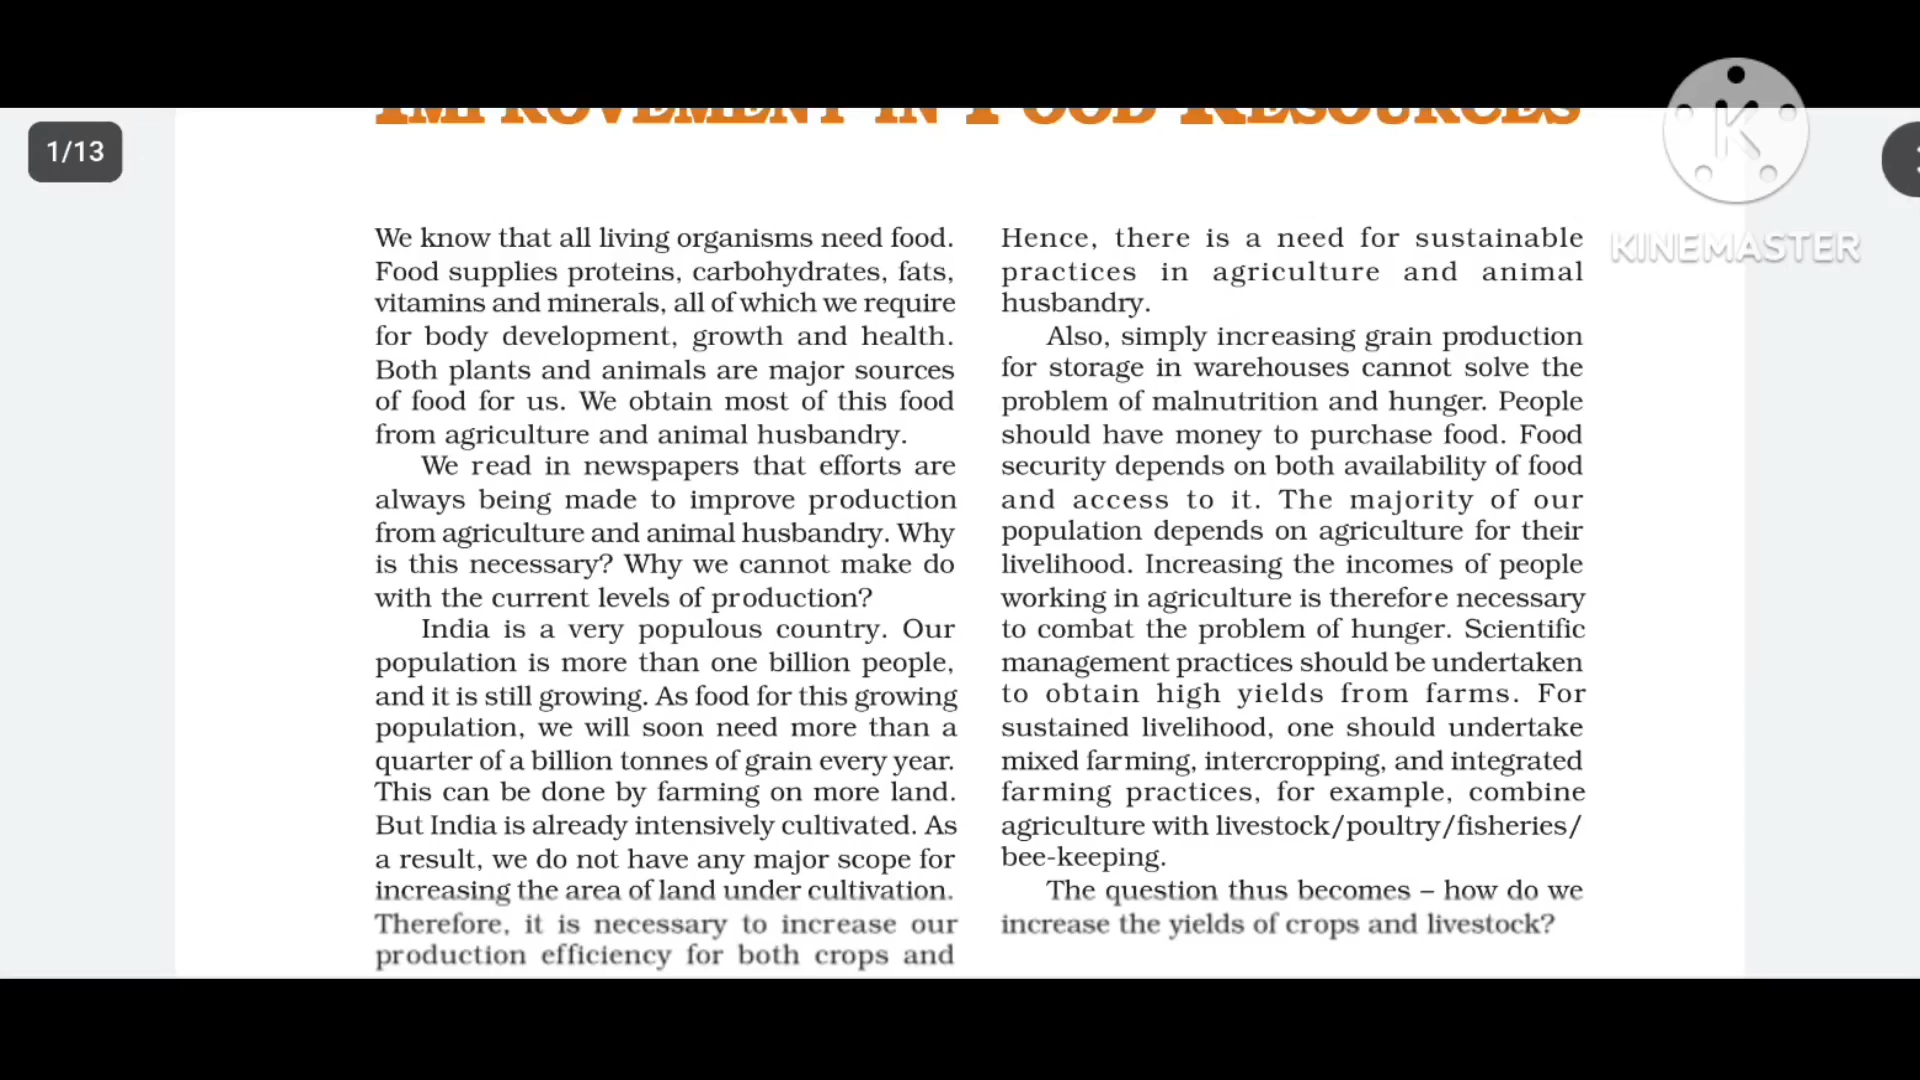 IMPROVEMENT IN FOOD RESOURCES
1/13
K
KINEMASTER
We know that all living organisms need food.
Food supplies proteins, carbohydrates, fats,
vitamins and minerals, all of which we require
for body development, growth and health.
Both plants and animals are major sources
of food for us. We obtain most of this food
from agriculture and animal husbandry.
We read in newspapers that efforts are
always being made to improve production
from agriculture and animal husbandry. Why
is this necessary? Why we cannot make do
with the current levels of production?
India is a very populous country. Our
population is more than one billion people,
and it is still growing. As food for this growing
population, we will soon need more than a
quarter of a billion tonnes of grain every year.
This can be done by farming on more land.
But India is already intensively cultivated. As
a result, we do not have any major scope for
increasing the area of land under cultivation.
Therefore, it is necessary to increase our
production efficiency for both crops and
Hence, there is a need for sustainable
practices in agriculture and animal
husbandry.
Also, simply increasing grain production
for storage in warehouses cannot solve the
problem of malnutrition and hunger. People
should have money to purchase food. Food
security depends on both availability of food
and access to it. The majority of our
population depends on agriculture for their
livelihood. Increasing the incomes of people
working in agriculture is therefore necessary
to combat the problem of hunger. Scientific
management practices should be undertaken
to obtain high yields from farms. For
sustained livelihood, one should undertake
mixed farming, intercropping, and integrated
farming practices, for example, combine
agriculture with livestock/poultry/fisheries/
bee-keeping.
The question thus becomes – how do we
increase the yields of crops and livestock?